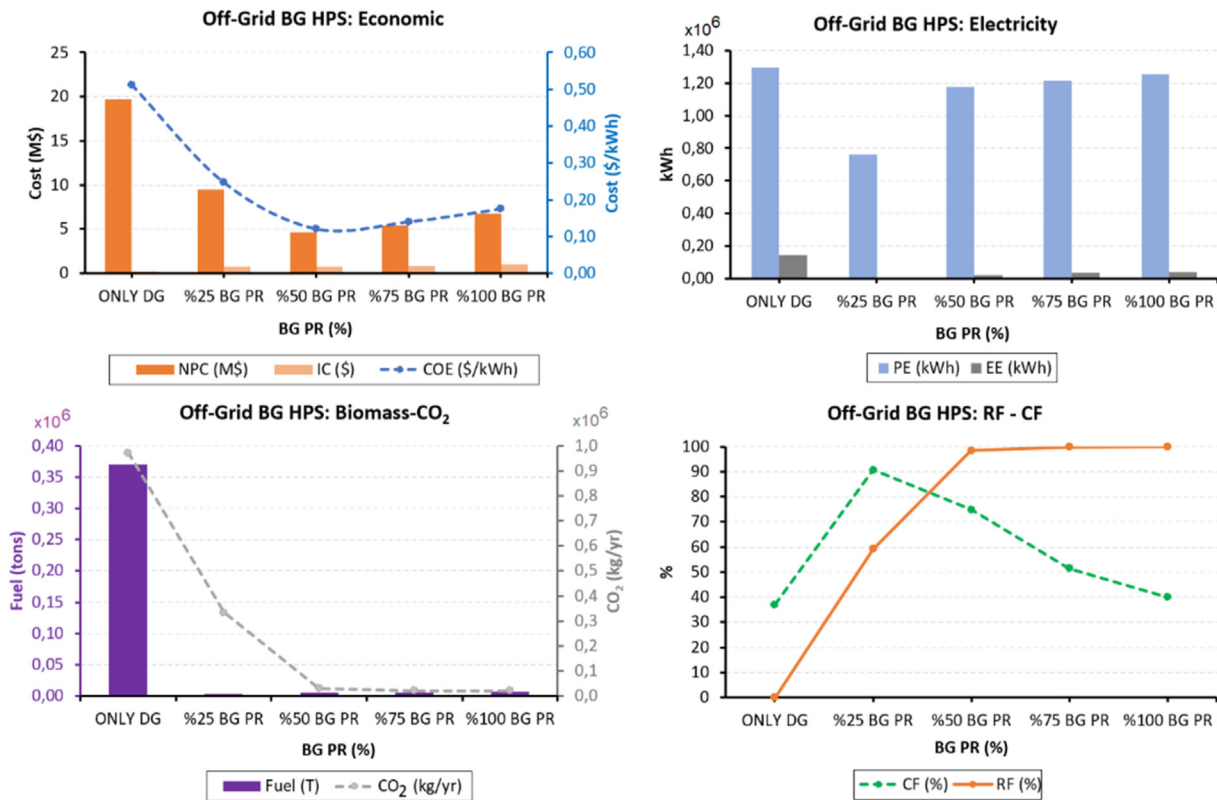 Off-Grid BG HPS: Economic
25
20
15
10
5
0
Cost (M$)
0,60
0,50
0,40
0,30
0,20
0,10
0,00
Cost ($/kWh)
ONLY DG %25 BG PR %50 BG PR %75 BG PR %100 BG PR
BG PR (%)
NPC (M$) IC ($) COE ($/kWh)
Off-Grid BG HPS: Electricity
x10⁶
1,40
1,20
1,00
0,80
0,60
0,40
0,20
0,00
kWh
ONLY DG %25 BG PR %50 BG PR %75 BG PR %100 BG PR
BG PR (%)
PE (kWh) EE (kWh)
Off-Grid BG HPS: Biomass-CO₂
x10⁶
0,40
0,35
0,30
0,25
0,20
0,15
0,10
0,05
0,00
Fuel (tons)
x10⁶
1,0
0,9
0,8
0,7
0,6
0,5
0,4
0,3
0,2
0,1
0,0
CO₂ (kg/yr)
ONLY DG %25 BG PR %50 BG PR %75 BG PR %100 BG PR
BG PR (%)
Fuel (T) CO₂ (kg/yr)
Off-Grid BG HPS: RF - CF
100
90
80
70
60
50
40
30
20
10
0
%
ONLY DG %25 BG PR %50 BG PR %75 BG PR %100 BG PR
BG PR (%)
CF (%) RF (%)